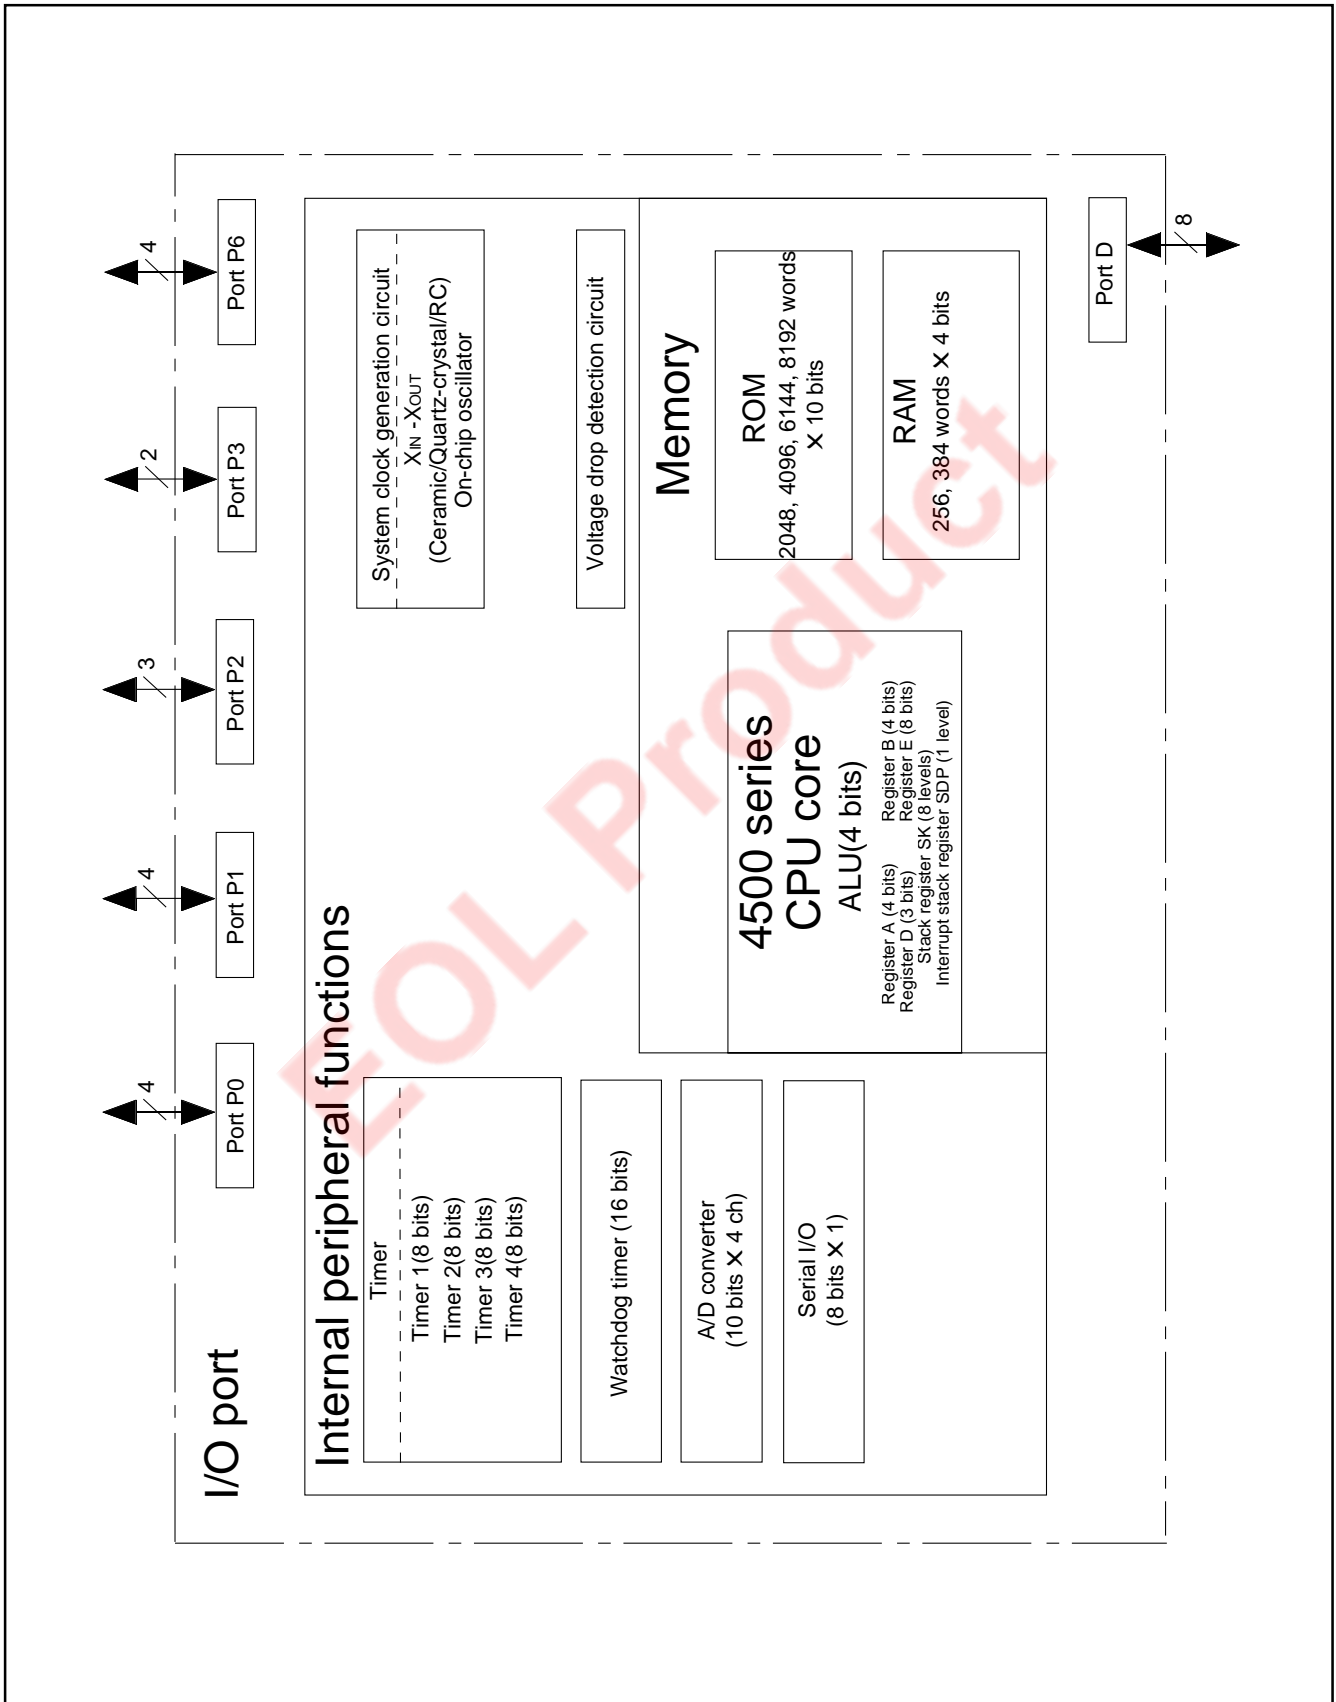 I/O port
4
Port P0
4
Port P1
3
Port P2
2
Port P3
4
Port P6
Internal peripheral functions
Timer
Timer 1(8 bits)
Timer 2(8 bits)
Timer 3(8 bits)
Timer 4(8 bits)
Watchdog timer (16 bits)
A/D converter
(10 bits X 4 ch)
Serial I/O
(8 bits X 1)
System clock generation circuit
XIN -XOUT
(Ceramic/Quartz-crystal/RC)
On-chip oscillator
Voltage drop detection circuit
4500 series
CPU core
ALU(4 bits)
Register A (4 bits) Register B (4 bits)
Register D (3 bits) Register E (8 bits)
Stack register SK (8 levels)
Interrupt stack register SDP (1 level)
Memory
ROM
2048, 4096, 6144, 8192 words
X 10 bits
RAM
256, 384 words X 4 bits
Port D
8
EOL Product